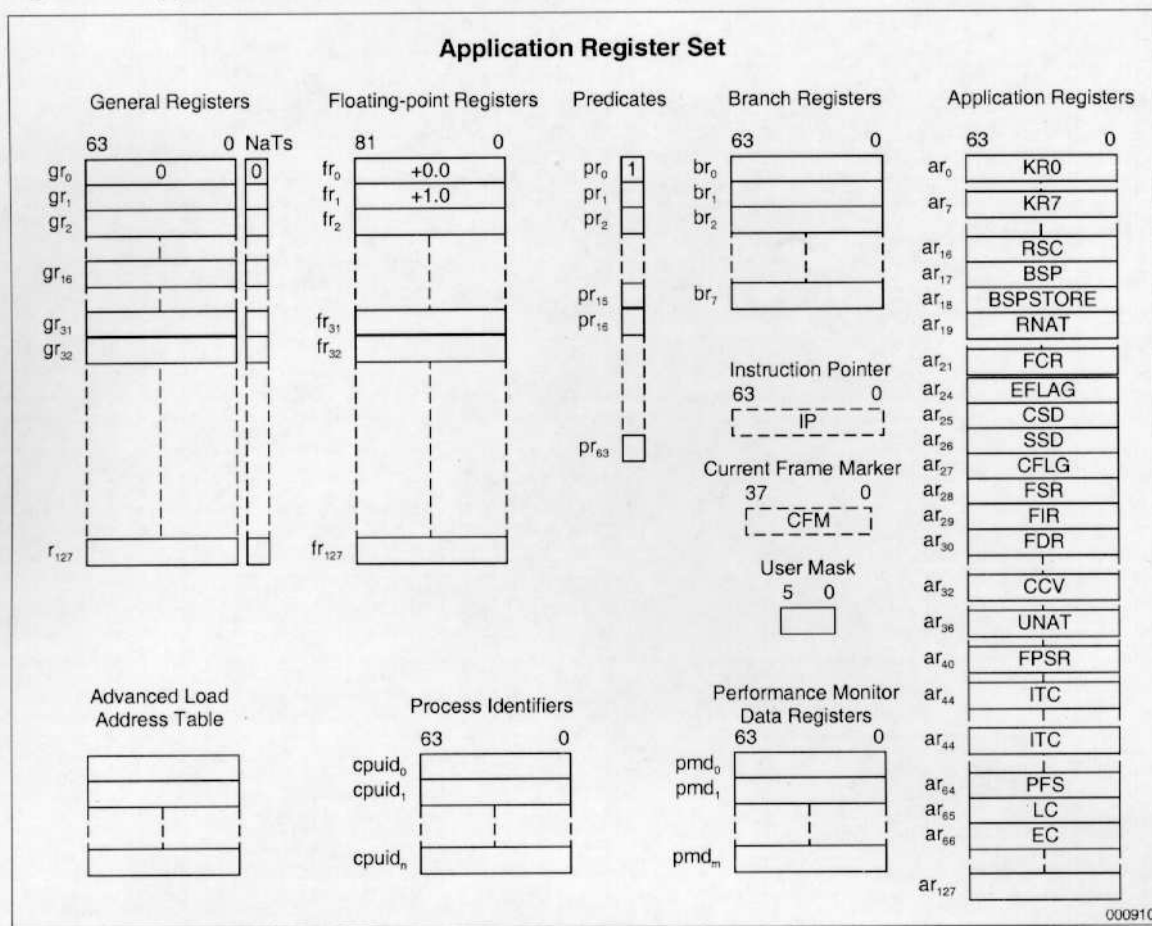 Application Register Set
General Registers
63 0 NaTs
gr0 0 0
gr1
gr2
gr16
gr31
gr32
r127
Floating-point Registers
81 0
fr0 +0.0
fr1 +1.0
fr2
fr31
fr32
fr127
Predicates
pr0 1
pr1
pr2
pr15
pr16
pr63
Branch Registers
63 0
br0
br1
br2
br7
Instruction Pointer
63 0
IP
Current Frame Marker
37 0
CFM
User Mask
5 0
Application Registers
63 0
ar0 KR0
ar7 KR7
ar16 RSC
ar17 BSP
ar18 BSPSTORE
ar19 RNAT
ar21 FCR
ar24 EFLAG
ar25 CSD
ar26 SSD
ar27 CFLG
ar28 FSR
ar29 FIR
ar30 FDR
ar32 CCV
ar36 UNAT
ar40 FPSR
ar44 ITC
ar44 ITC
ar64 PFS
ar65 LC
ar66 EC
ar127
Advanced Load
Address Table
Process Identifiers
63 0
cpuid0
cpuid1
cpuidn
Performance Monitor
Data Registers
63 0
pmd0
pmd1
pmdm
000910